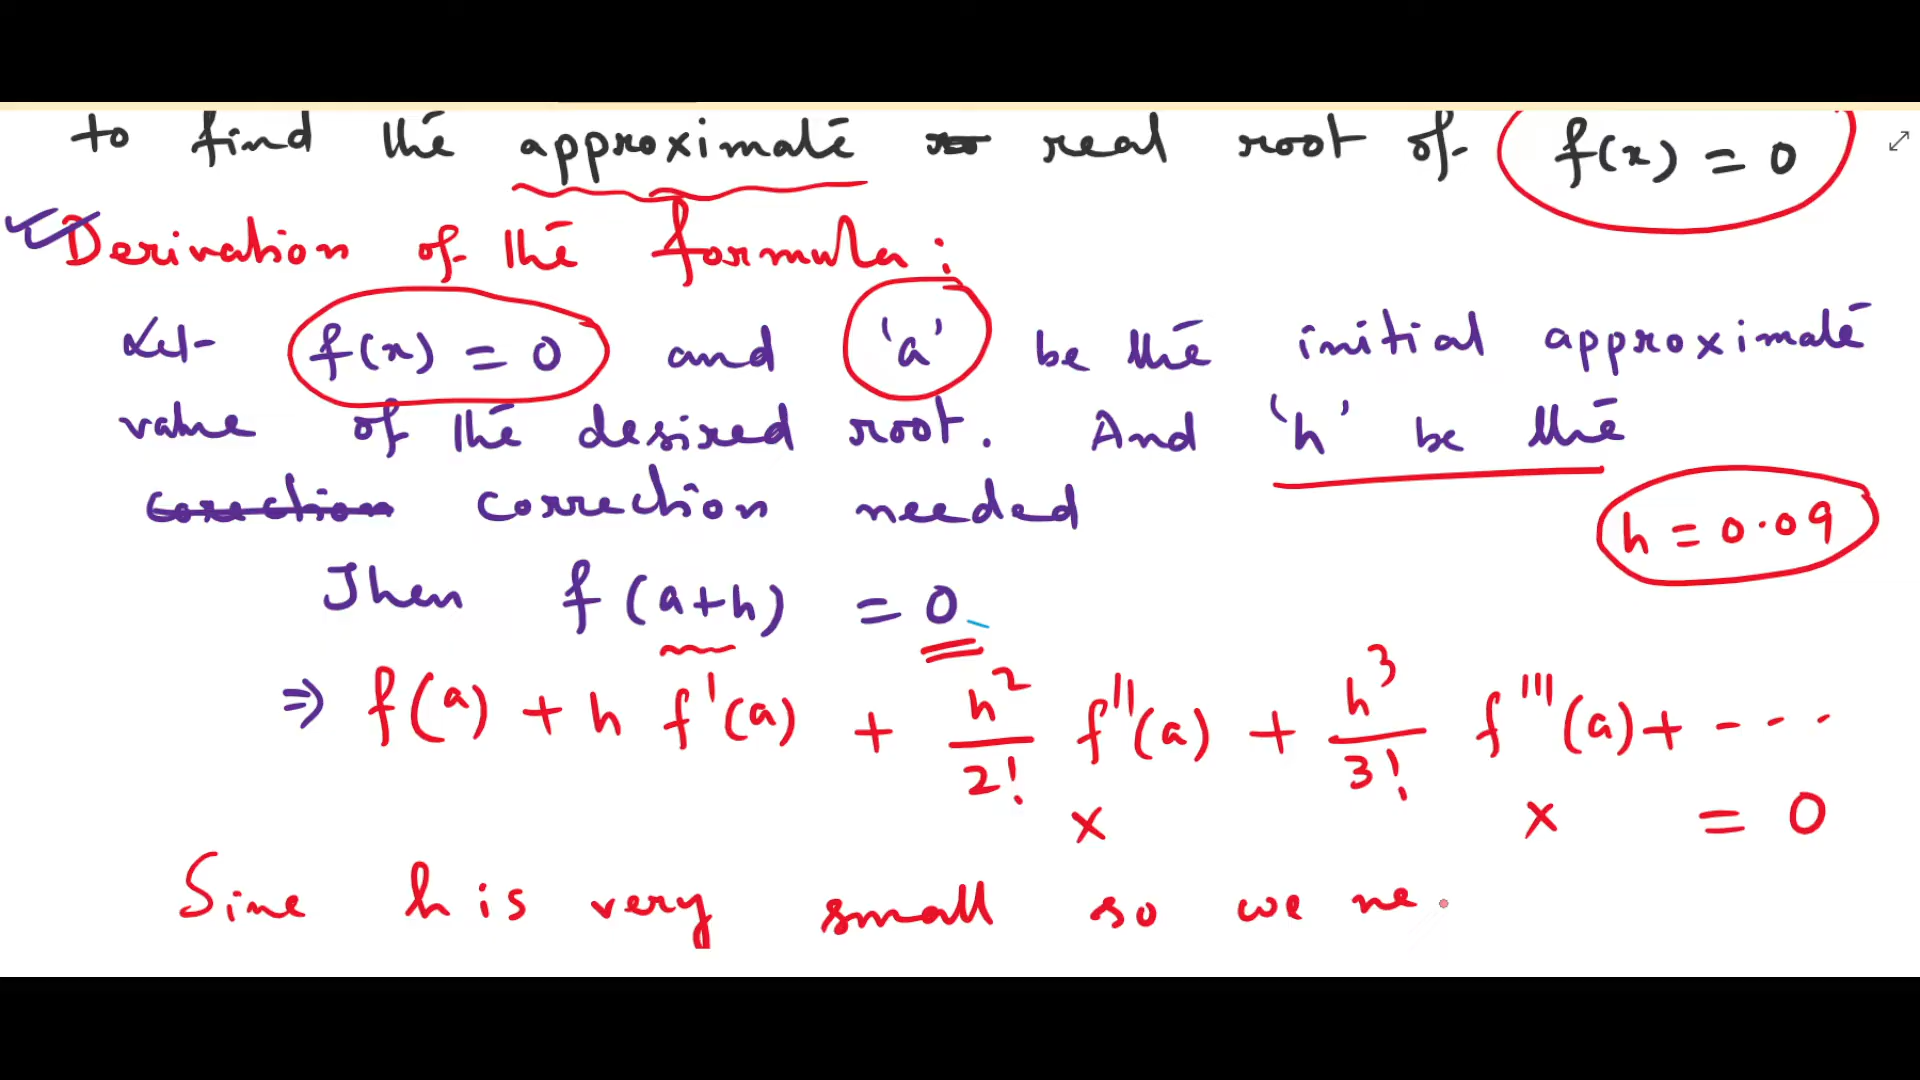 to find the approximate real root of f(x) = 0
Derivation of the formula:
Let f(x) = 0 and 'a' be the initial approximate
value of the desired root. And 'h' be the
correction needed
h = 0.09
Then f(a+h) = 0
⇒ f(a) + h f'(a) + h²/2! f''(a) + h³/3! f'''(a) + - - -
x x = 0
Sine h is very small so we ne